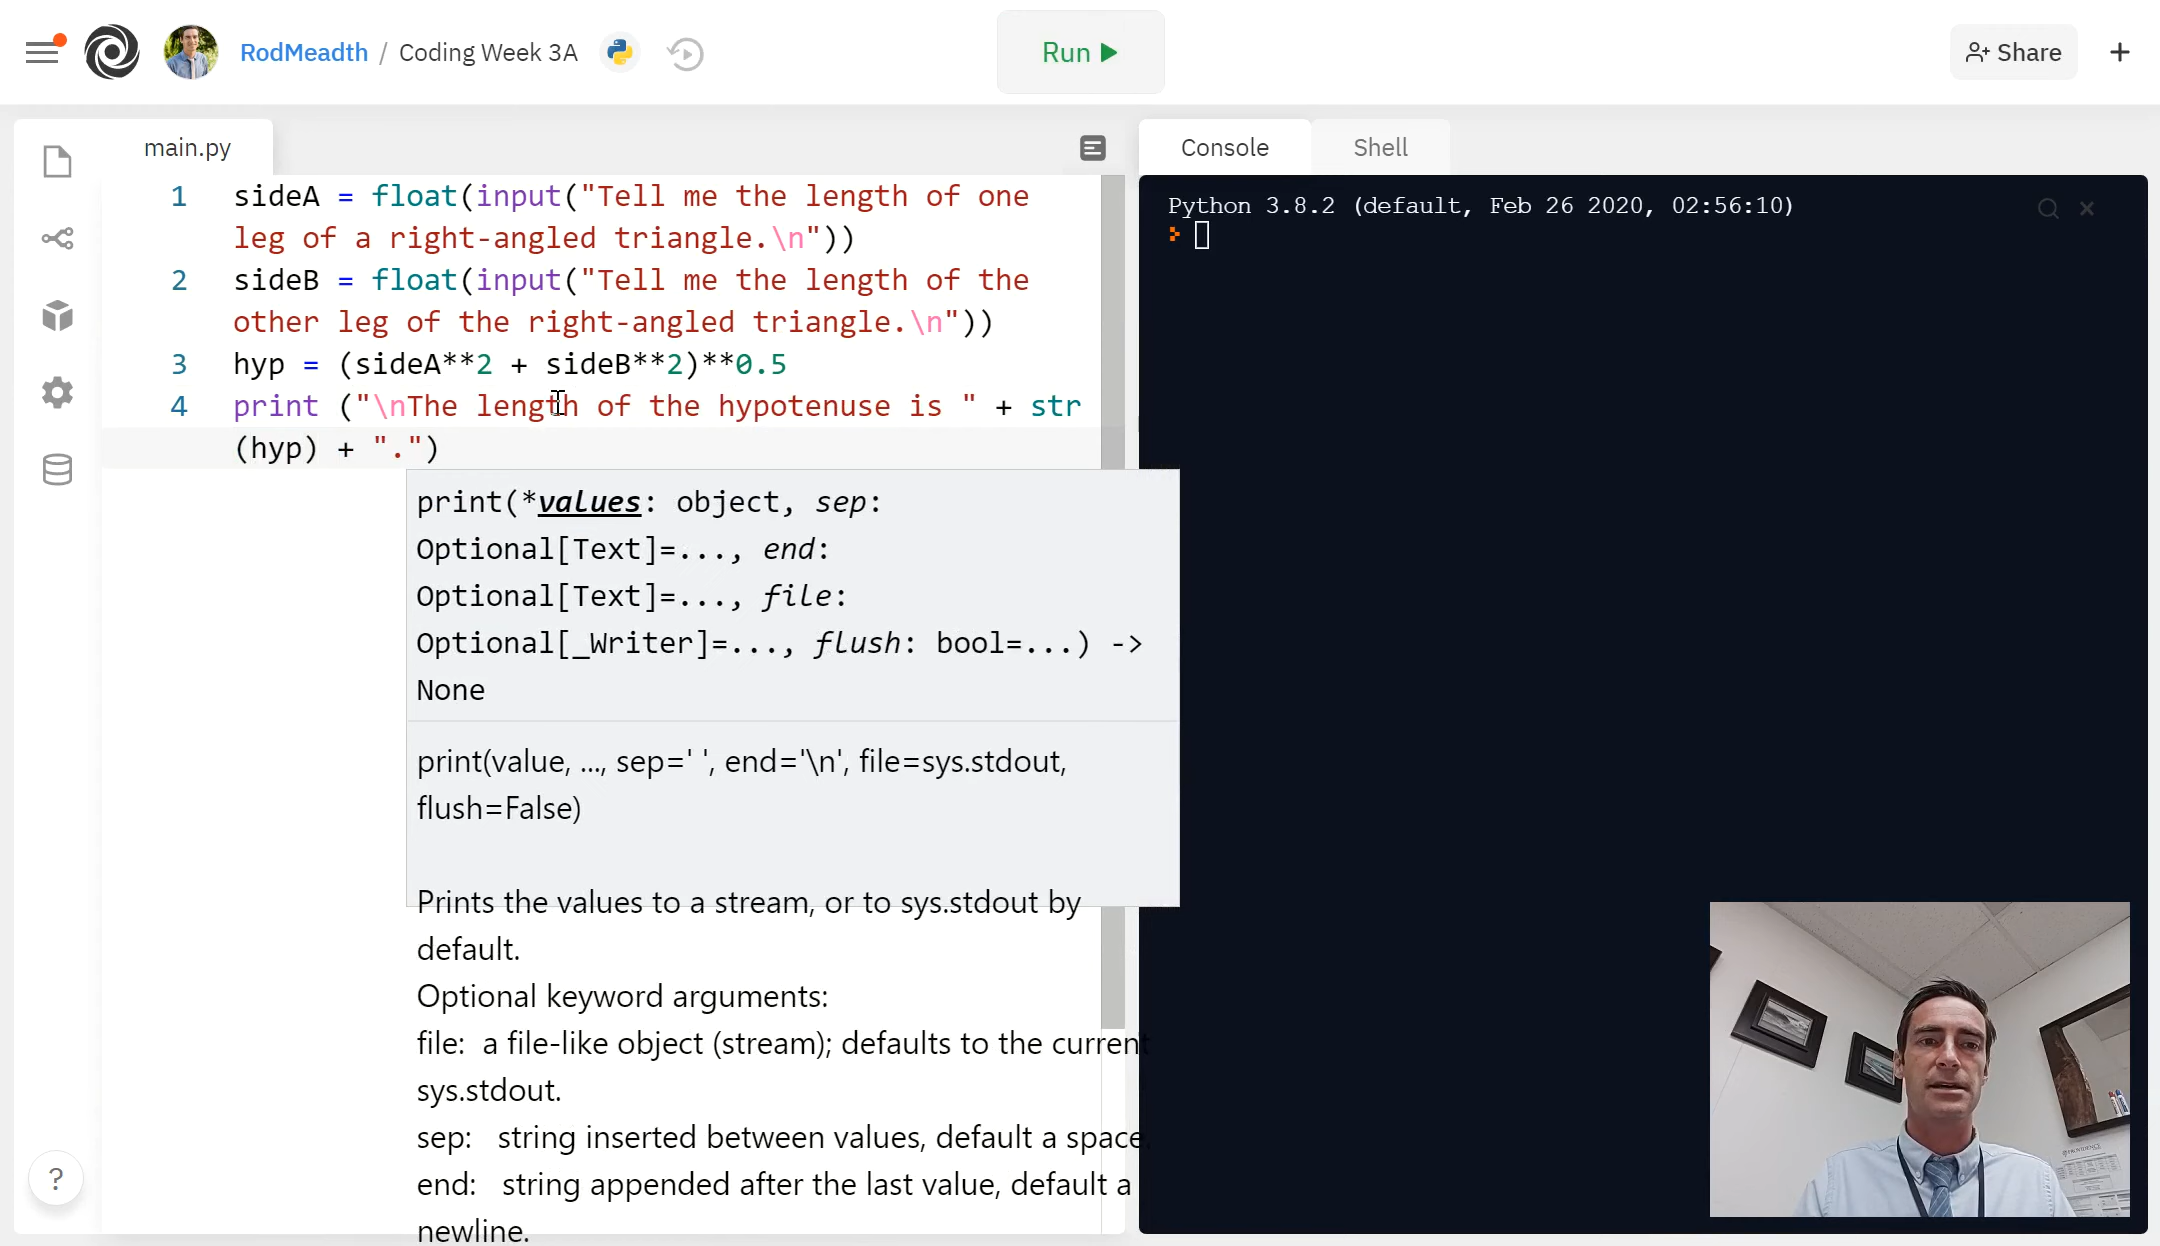 RodMeadth / Coding Week 3A
Run
Share
main.py
Console
Shell
1 sideA = float(input("Tell me the length of one
leg of a right-angled triangle.\n"))
2 sideB = float(input("Tell me the length of the
other leg of the right-angled triangle.\n"))
3 hyp = (sideA**2 + sideB**2)**0.5
4 print ("\nThe length of the hypotenuse is " + str
(hyp) + ".")
print(*values: object, sep:
Optional[Text]=..., end:
Optional[Text]=..., file:
Optional[_Writer]=..., flush: bool=...) ->
None
print(value, ..., sep=' ', end='\n', file=sys.stdout,
flush=False)
Prints the values to a stream, or to sys.stdout by
default.
Optional keyword arguments:
file: a file-like object (stream); defaults to the current
sys.stdout.
sep: string inserted between values, default a space.
end: string appended after the last value, default a
newline.
?
Python 3.8.2 (default, Feb 26 2020, 02:56:10)